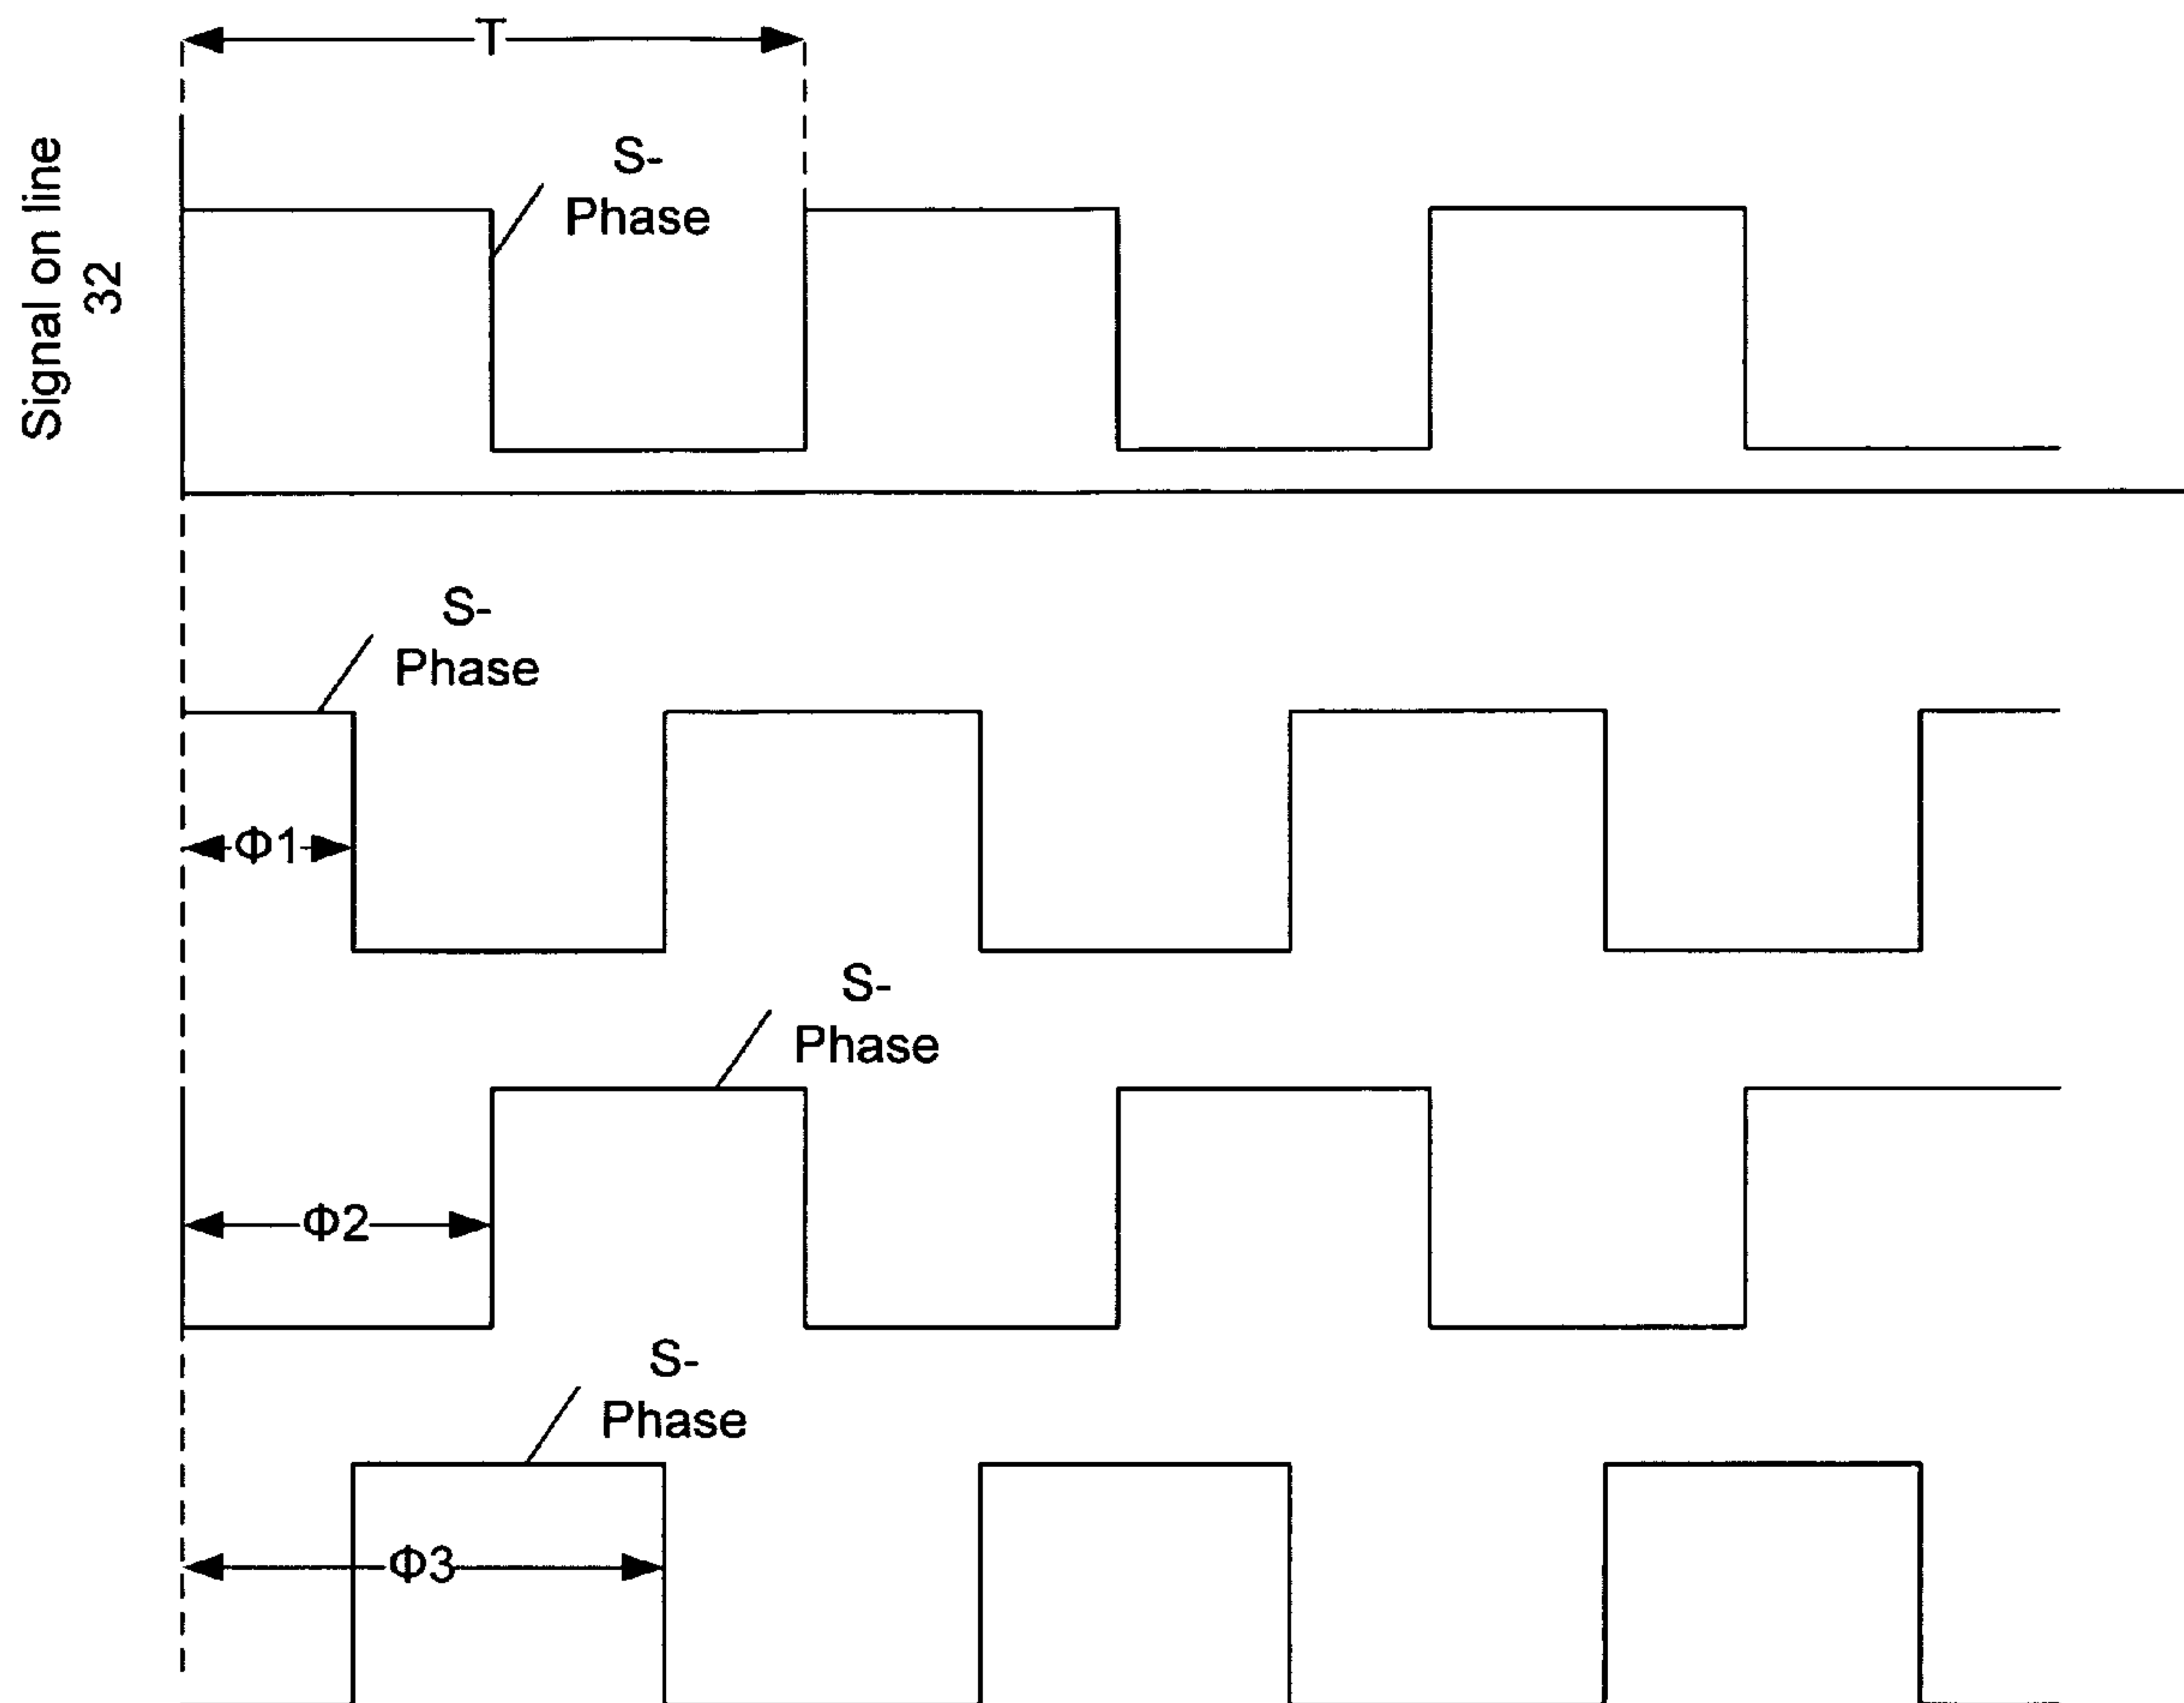 T
Signal on line
32
S-
Phase
S-
Phase
Φ1
S-
Phase
Φ2
S-
Phase
Φ3